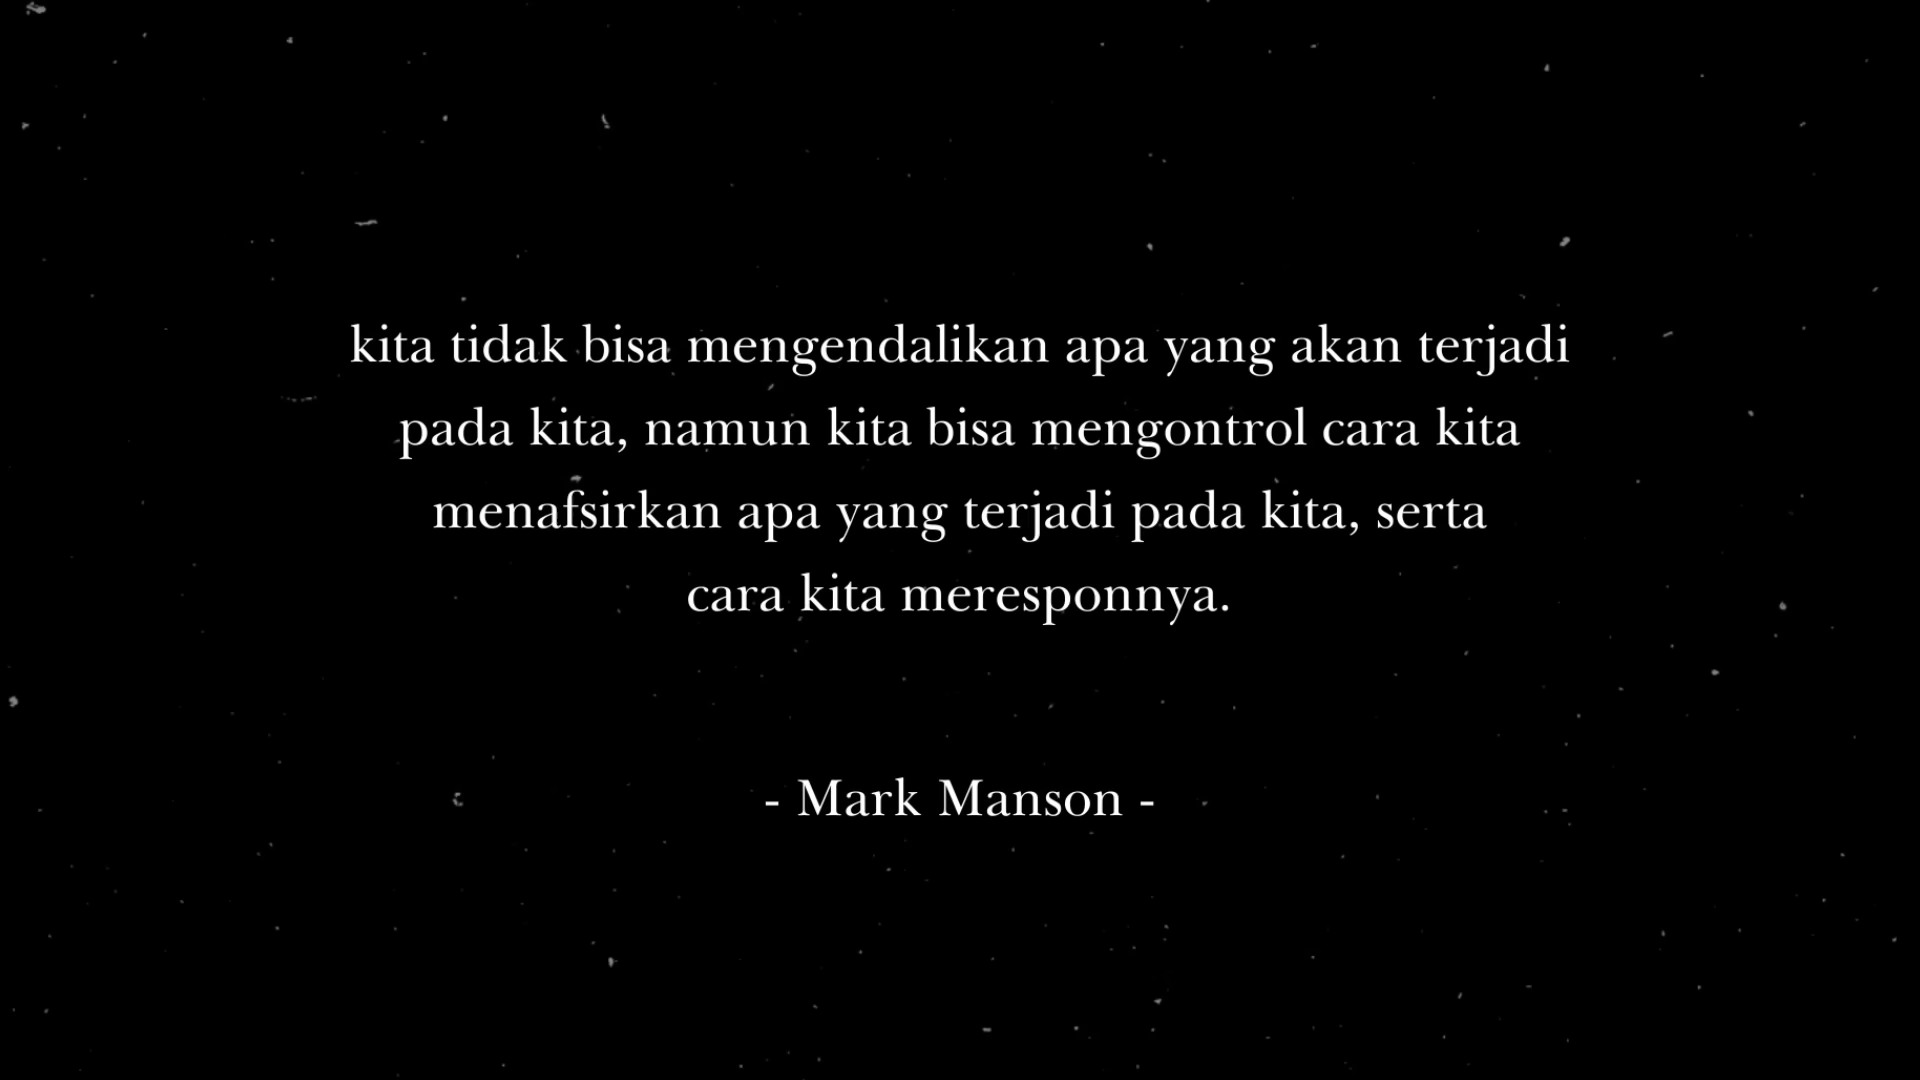 kita tidak bisa mengendalikan apa yang akan terjadi
pada kita, namun kita bisa mengontrol cara kita
menafsirkan apa yang terjadi pada kita, serta
cara kita meresponnya.
- Mark Manson -